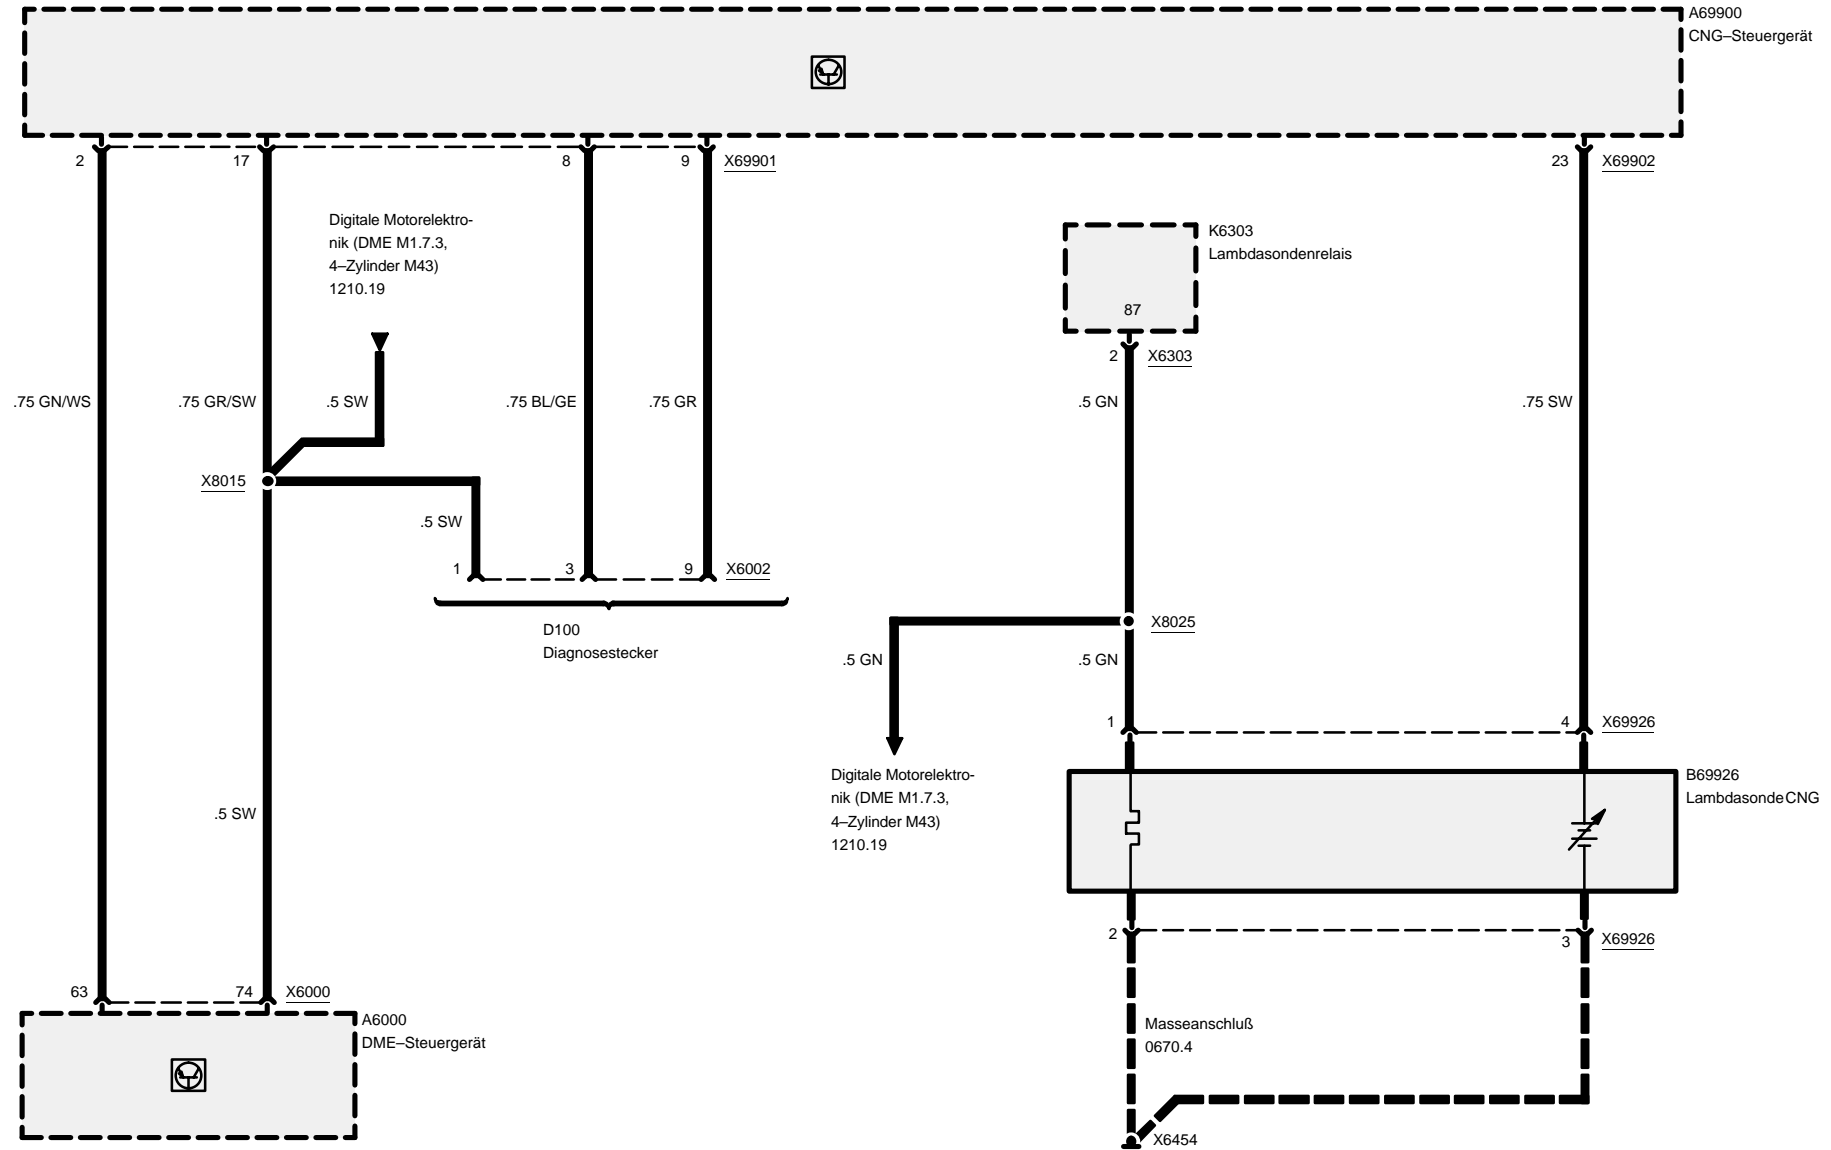 A69900
CNG–Steuergerät
2
17
8
9
X69901
23
X69902
Digitale Motorelektro-
nik (DME M1.7.3,
4–Zylinder M43)
1210.19
K6303
Lambdasondenrelais
87
2
X6303
.75 GN/WS
.75 GR/SW
.5 SW
.75 BL/GE
.75 GR
.5 GN
.75 SW
X8015
.5 SW
1
3
9
X6002
D100
Diagnosestecker
X8025
.5 GN
.5 GN
1
4
X69926
Digitale Motorelektro-
nik (DME M1.7.3,
4–Zylinder M43)
1210.19
B69926
Lambdasonde CNG
.5 SW
2
3
X69926
63
74
X6000
A6000
DME–Steuergerät
Masseanschluß
0670.4
X6454